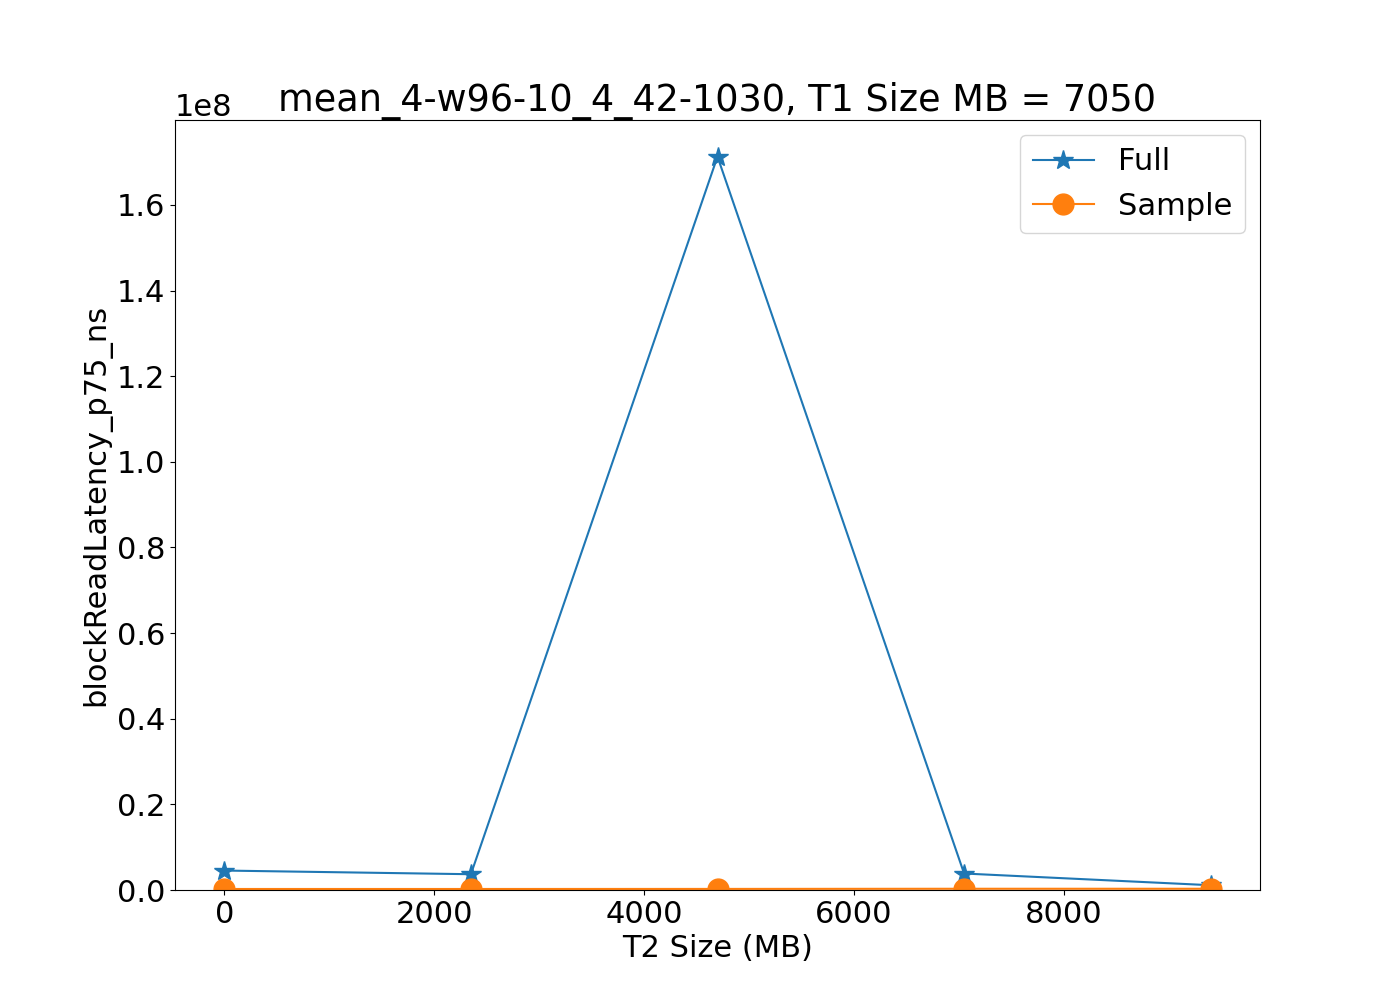 mean_4-w96-10_4_42-1030, T1 Size MB = 7050
1e8
Full
Sample
1.6
1.4
1.2
1.0
0.8
0.6
0.4
0.2
0.0
blockReadLatency_p75_ns
0 2000 4000 6000 8000
T2 Size (MB)